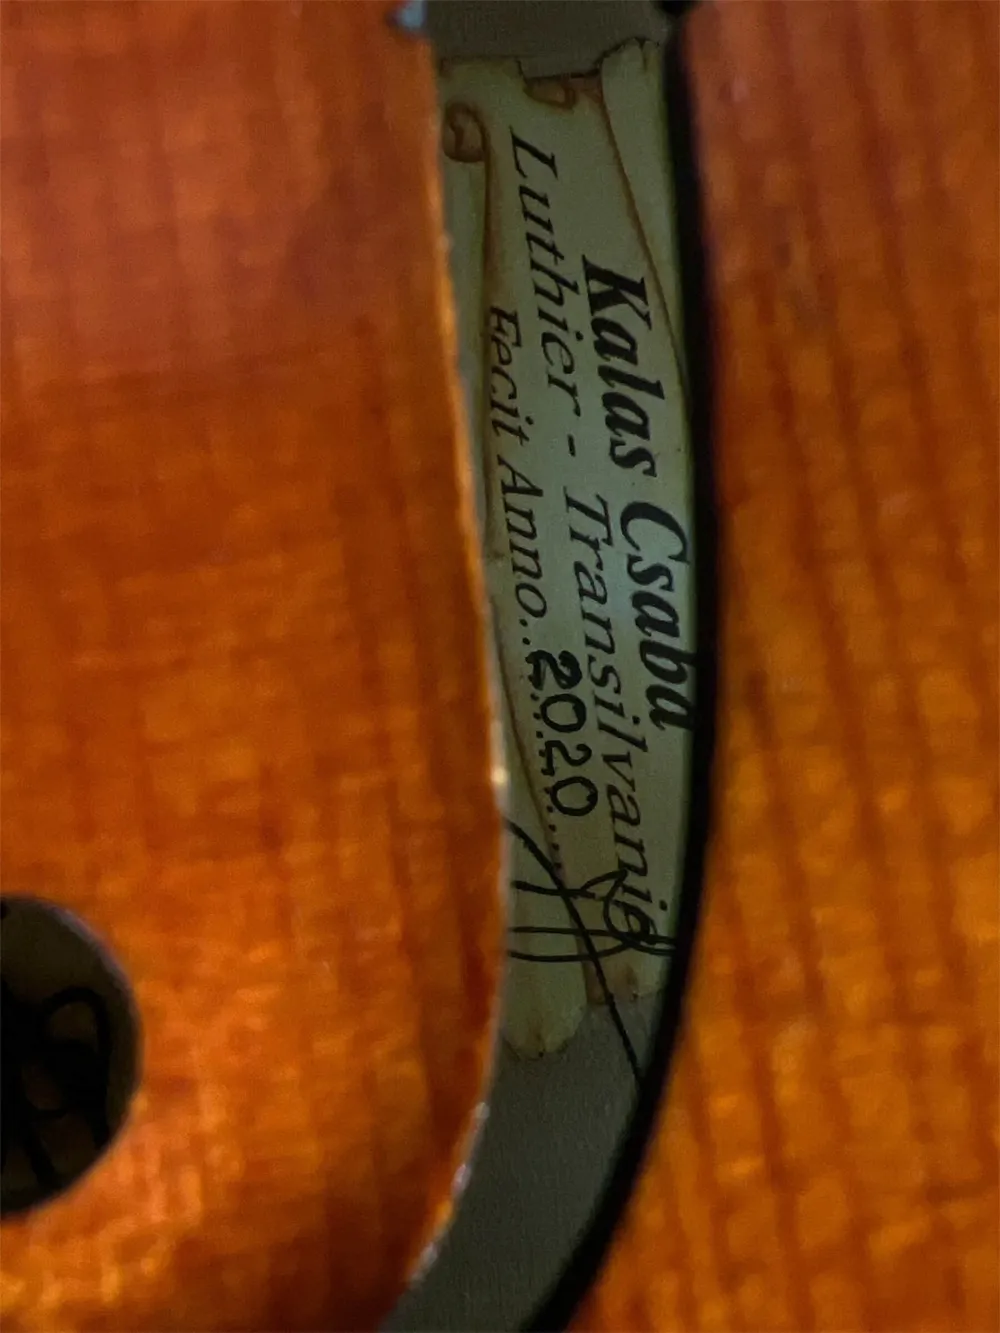 Kalas Csaba
Luthier - Transilvania
Fecit Anno..2020......